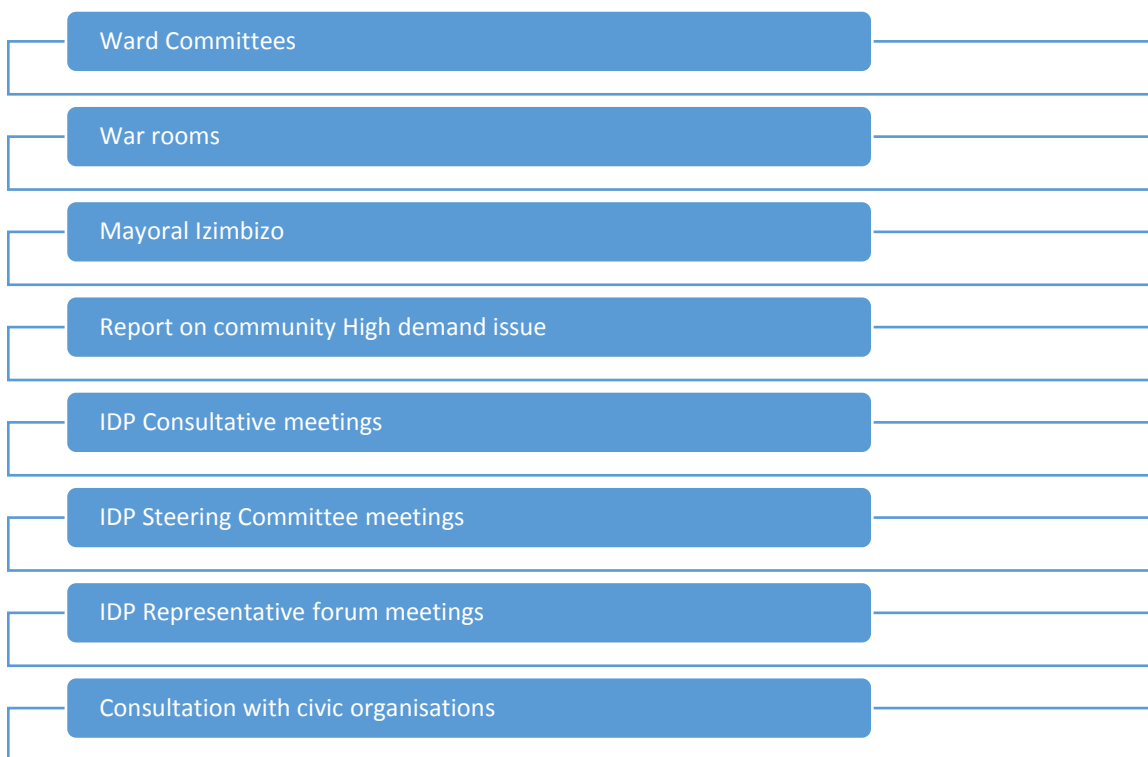 Ward Committees
War rooms
Mayoral Izimbizo
Report on community High demand issue
IDP Consultative meetings
IDP Steering Committee meetings
IDP Representative forum meetings
Consultation with civic organisations